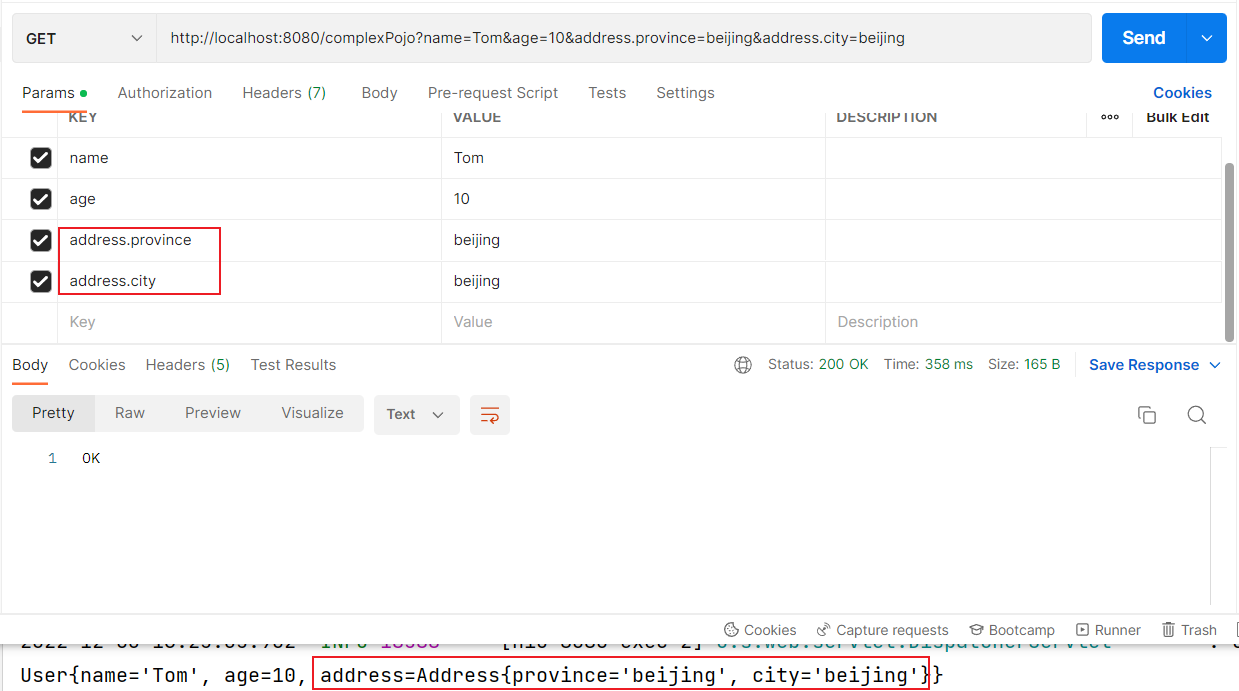 GET http://localhost:8080/complexPojo?name=Tom&age=10&address.province=beijing&address.city=beijing Send
Params Authorization Headers (7) Body Pre-request Script Tests Settings Cookies
KEY VALUE DESCRIPTION ooo Bulk Edit
name Tom
age 10
address.province beijing
address.city beijing
Key Value Description
Body Cookies Headers (5) Test Results Status: 200 OK Time: 358 ms Size: 165 B Save Response
Pretty Raw Preview Visualize Text
1 OK
Cookies Capture requests Bootcamp Runner Trash
o.s.web.servlet.DispatcherServlet
User{name='Tom', age=10, address=Address{province='beijing', city='beijing'}}